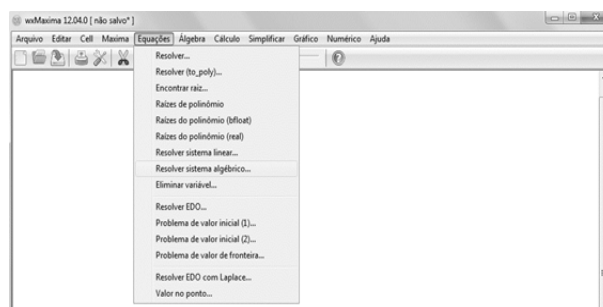 wxMaxima 12.04.0 [ não salvo* ]
Arquivo Editar Cell Maxima Equações Álgebra Cálculo Simplificar Gráfico Numérico Ajuda
Resolver...
Resolver (to_poly)...
Encontrar raiz...
Raízes de polinômio
Raízes do polinômio (bfloat)
Raízes do polinômio (real)
Resolver sistema linear...
Resolver sistema algébrico...
Eliminar variável...
Resolver EDO...
Problema de valor inicial (1)...
Problema de valor inicial (2)...
Problema de valor de fronteira...
Resolver EDO com Laplace...
Valor no ponto...